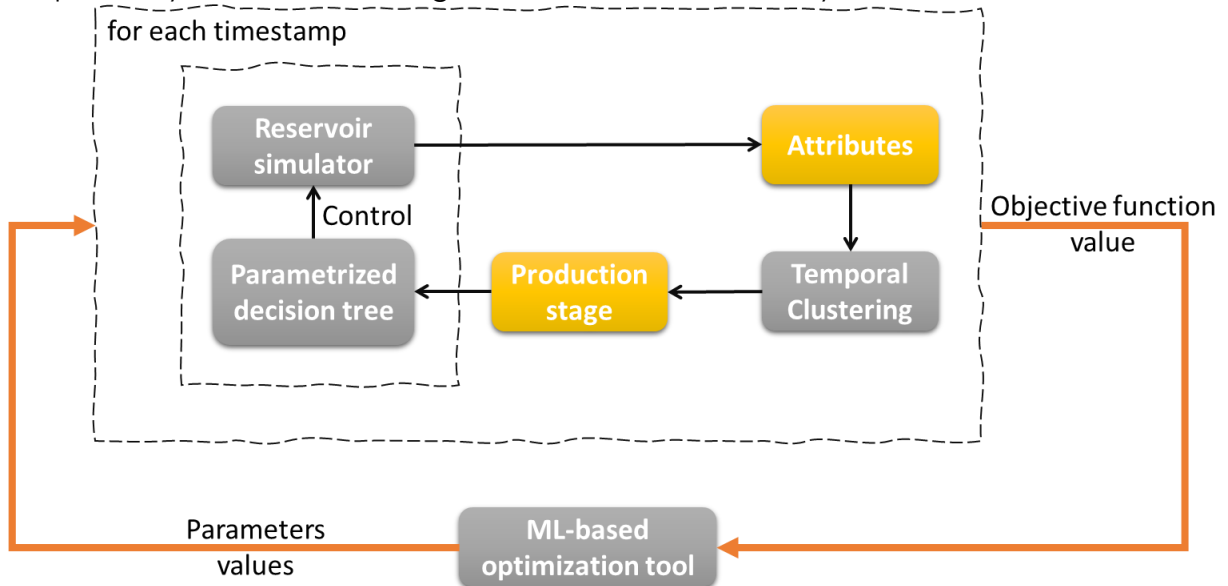 for each timestamp
Reservoir
simulator
Attributes
Control
Objective function
value
Parametrized
decision tree
Production
stage
Temporal
Clustering
Parameters
values
ML-based
optimization tool